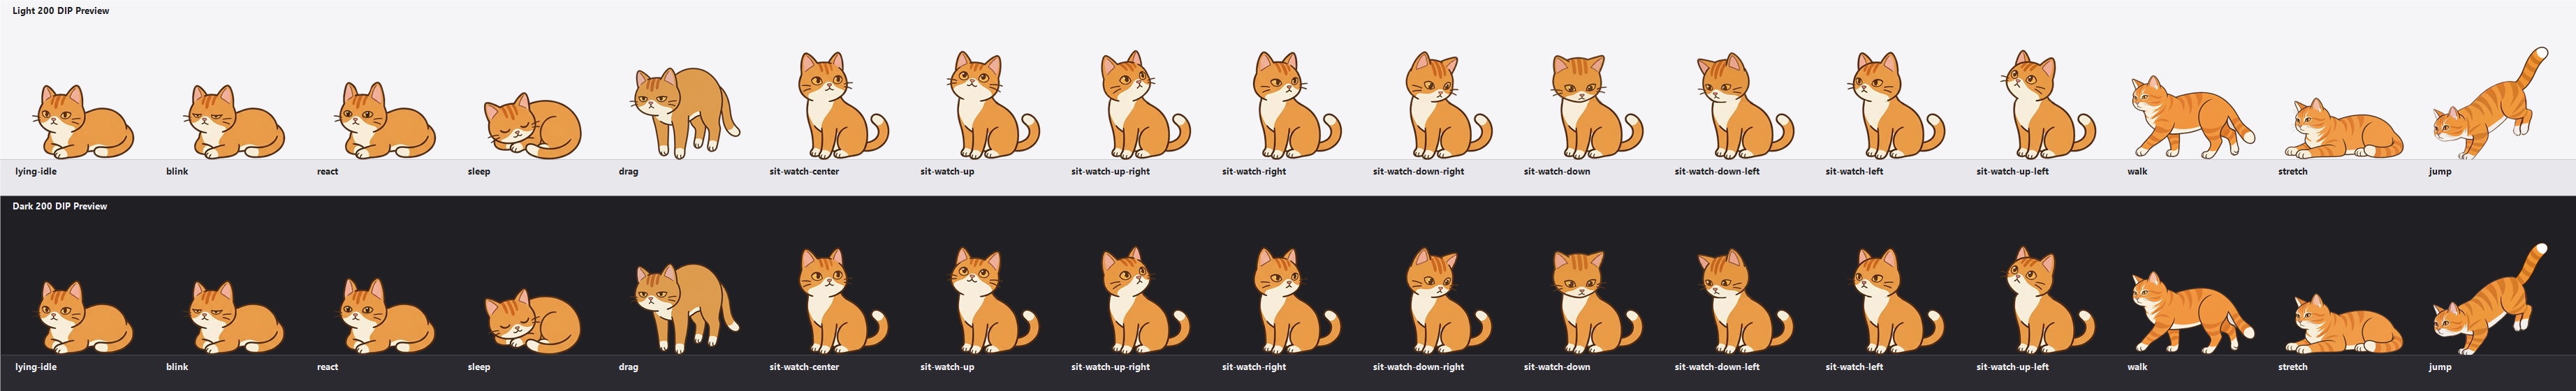 Light 200 DIP Preview
lying-idle blink react sleep drag sit-watch-center sit-watch-up sit-watch-up-right sit-watch-right sit-watch-down-right sit-watch-down sit-watch-down-left sit-watch-left sit-watch-up-left walk stretch jump
Dark 200 DIP Preview
lying-idle blink react sleep drag sit-watch-center sit-watch-up sit-watch-up-right sit-watch-right sit-watch-down-right sit-watch-down sit-watch-down-left sit-watch-left sit-watch-up-left walk stretch jump